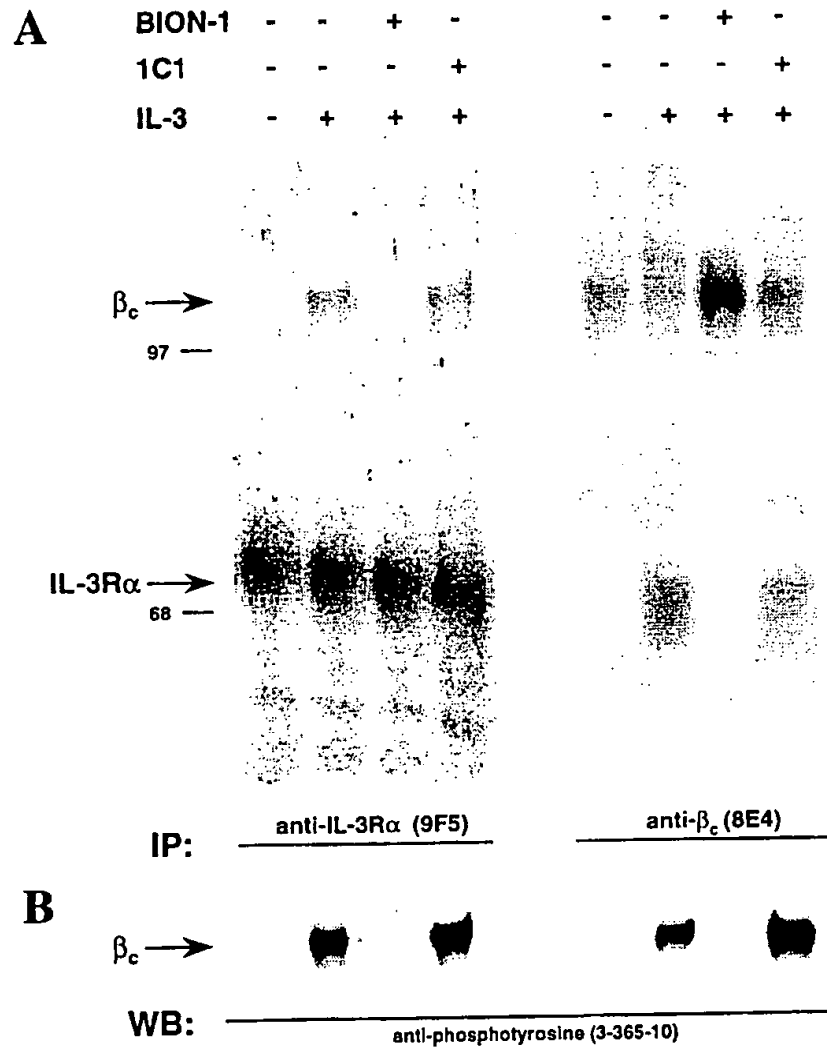 A
BION-1 - - + - - - + -
1C1 - - - + - - - +
IL-3 - + + + - + + +
βc
97
IL-3Rα
68
IP: anti-IL-3Rα (9F5) anti-βc (8E4)
B
βc
WB: anti-phosphotyrosine (3-365-10)